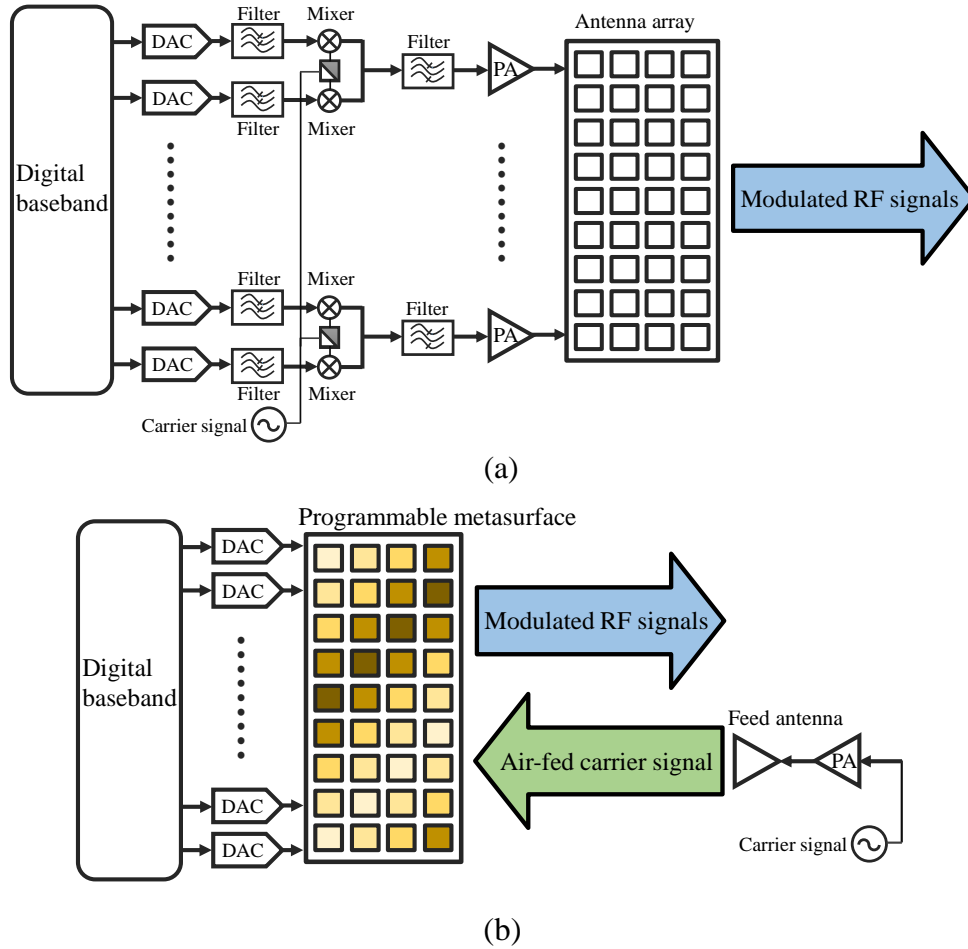 Filter
Mixer
DAC
Antenna array
Filter
PA
DAC
Filter
Mixer
Digital
baseband
Modulated RF signals
Filter
Mixer
DAC
Filter
PA
DAC
Filter
Mixer
Carrier signal
(a)
Programmable metasurface
DAC
DAC
Modulated RF signals
Digital
baseband
Feed antenna
Air-fed carrier signal
PA
DAC
Carrier signal
DAC
(b)